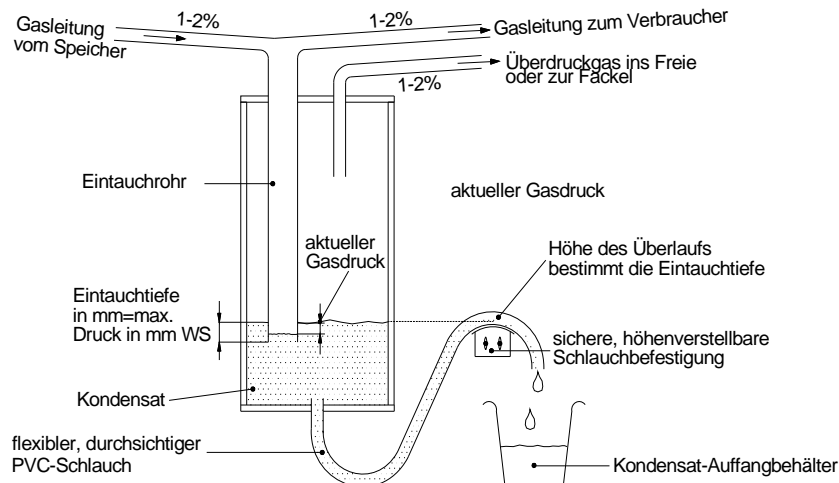 Gasleitung
vom Speicher
1-2%
1-2%
Gasleitung zum Verbraucher
Überdruckgas ins Freie
oder zur Fackel
1-2%
Eintauchrohr
aktueller Gasdruck
aktueller
Gasdruck
Höhe des Überlaufs
bestimmt die Eintauchtiefe
Eintauchtiefe
in mm=max.
Druck in mm WS
sichere, höhenverstellbare
Schlauchbefestigung
Kondensat
flexibler, durchsichtiger
PVC-Schlauch
Kondensat-Auffangbehälter